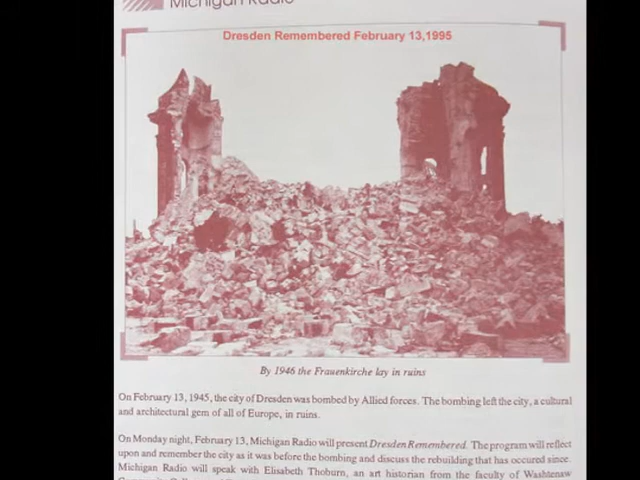 Michigan Radio
Dresden Remembered February 13,1995
By 1946 the Frauenkirche lay in ruins
On February 13, 1945, the city of Dresden was bombed by Allied forces. The bombing left the city, a cultural
and architectural gem of all of Europe, in ruins.
On Monday night, February 13, Michigan Radio will present Dresden Remembered. The program will reflect
upon and remember the city as it was before the bombing and discuss the rebuilding that has occured since.
Michigan Radio will speak with Elisabeth Thoburn, an art historian from the faculty of Washtenaw